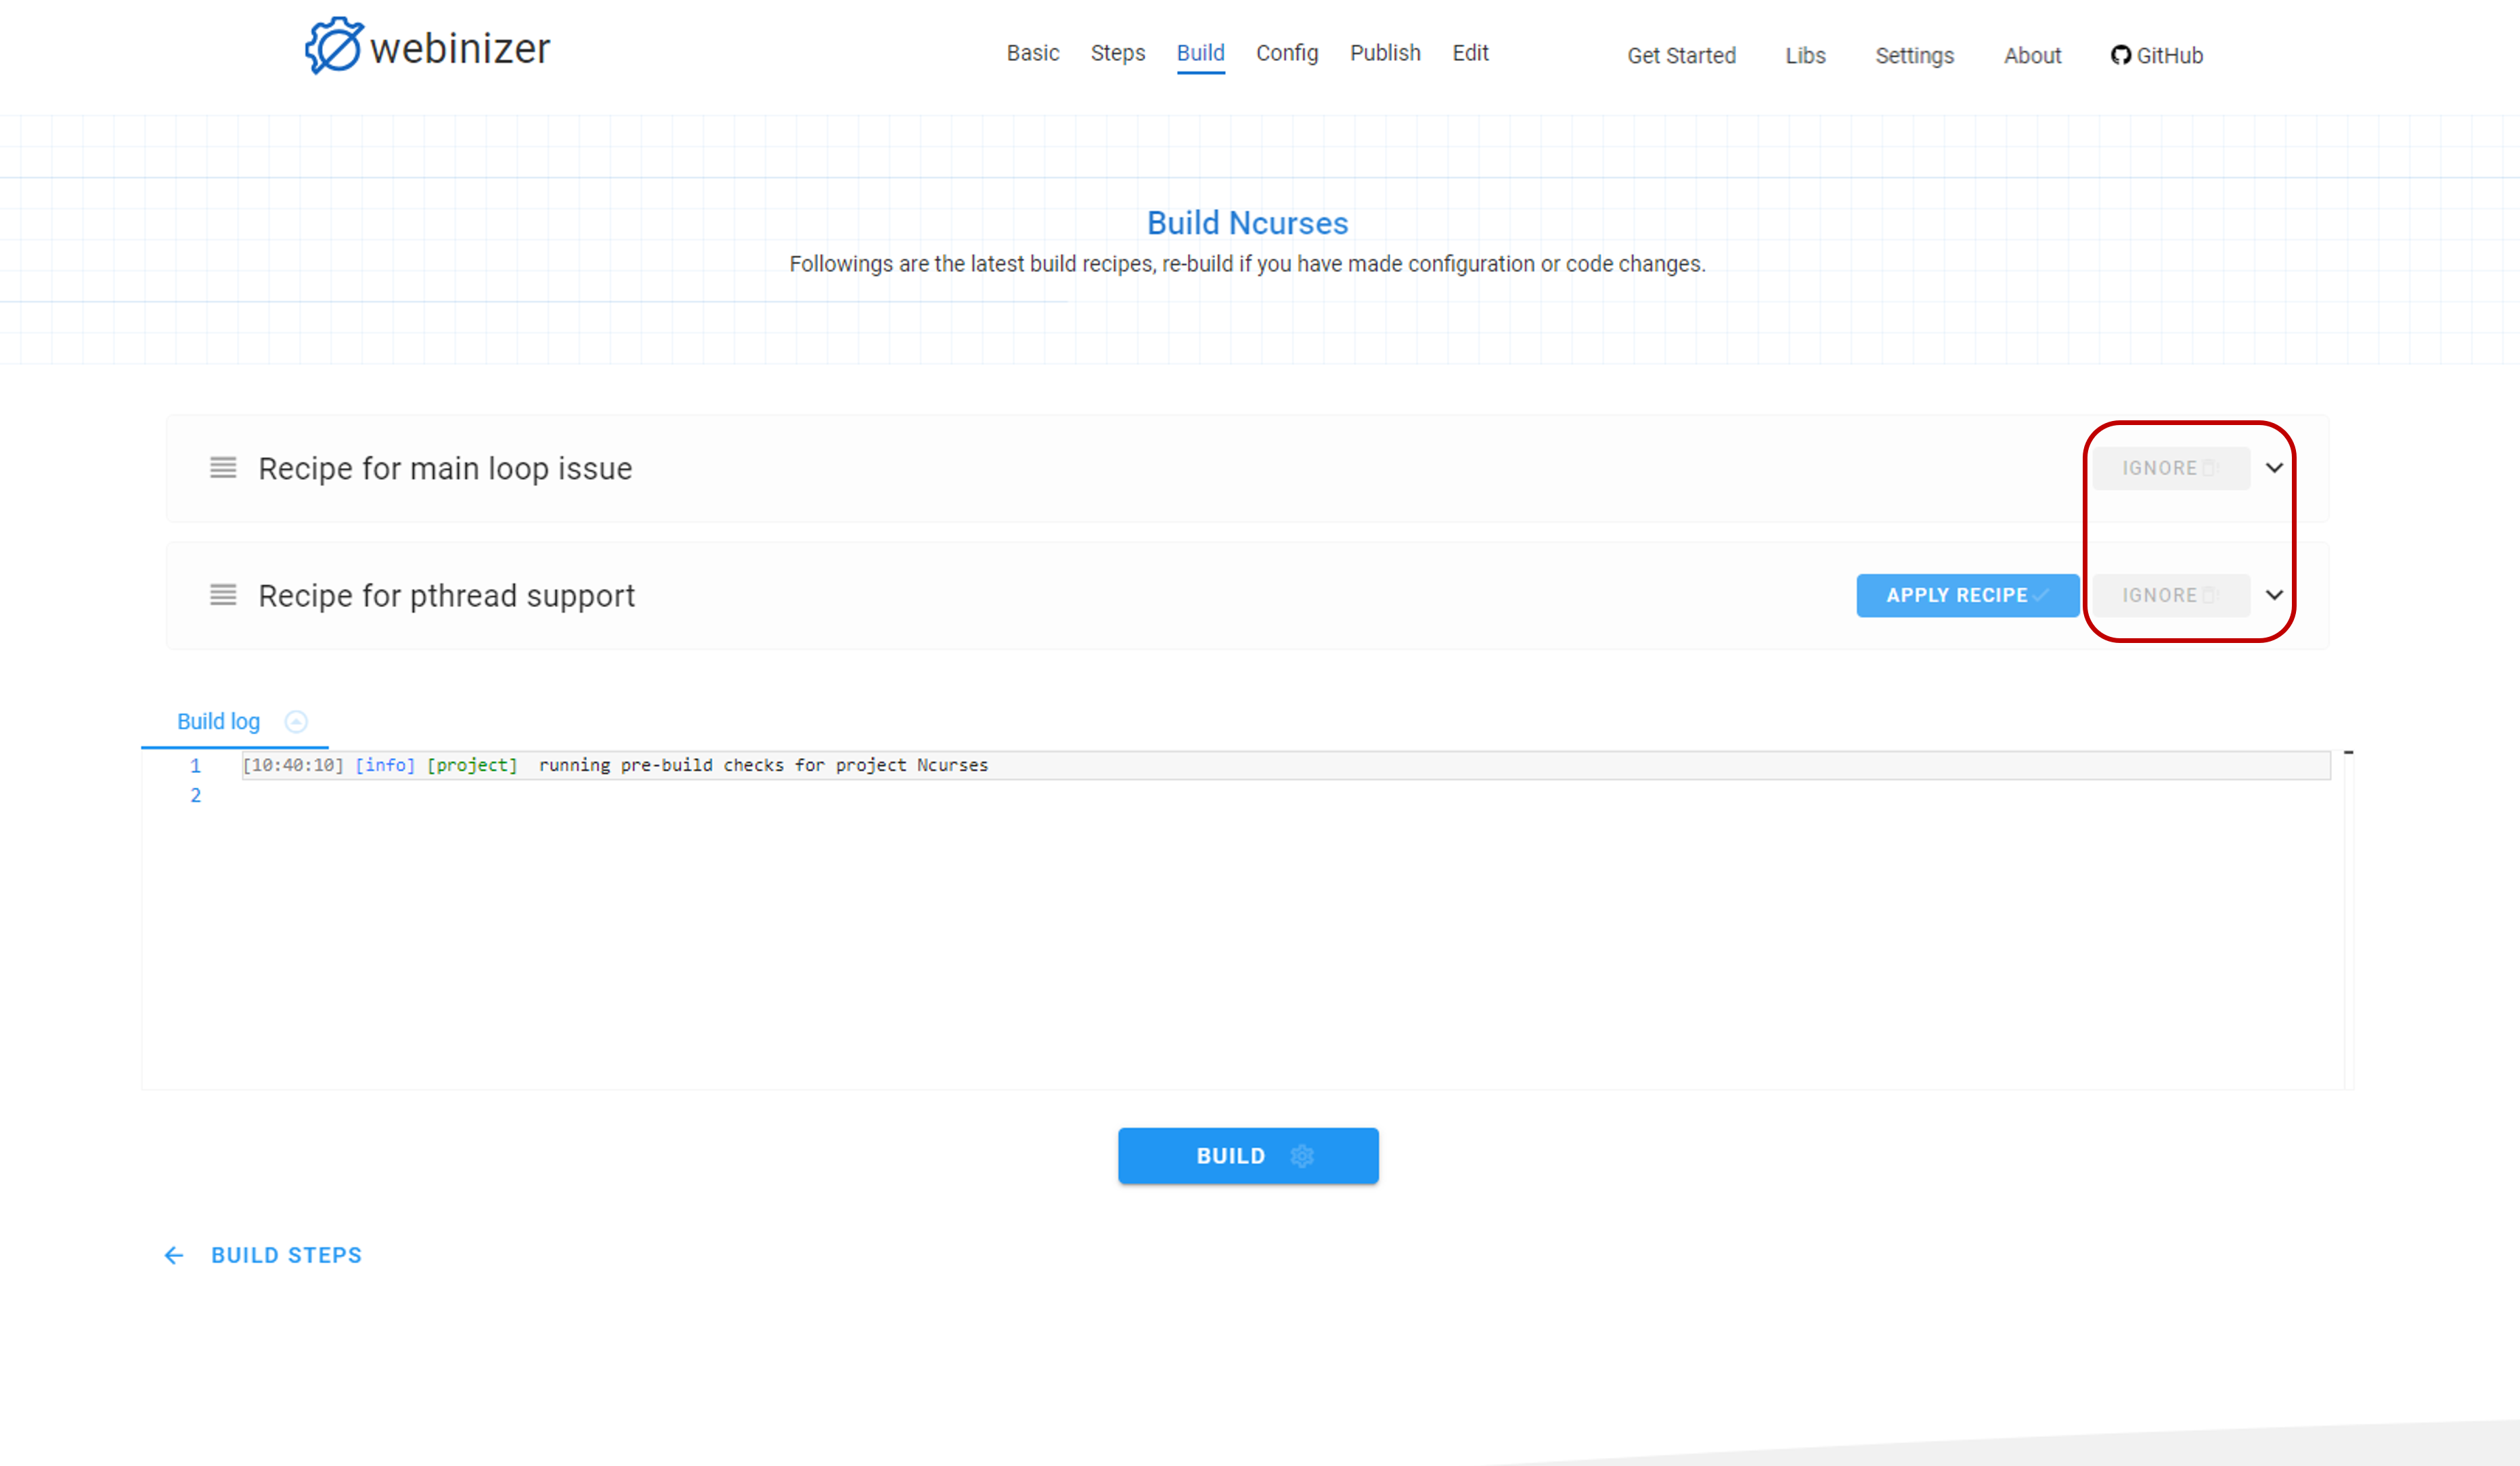 webinizer
Basic Steps Build Config Publish Edit Get Started Libs Settings About GitHub
Build Ncurses
Followings are the latest build recipes, re-build if you have made configuration or code changes.
Recipe for main loop issue IGNORE
Recipe for pthread support APPLY RECIPE IGNORE
Build log
1 [10:40:10] [info] [project] running pre-build checks for project Ncurses
2
BUILD
BUILD STEPS